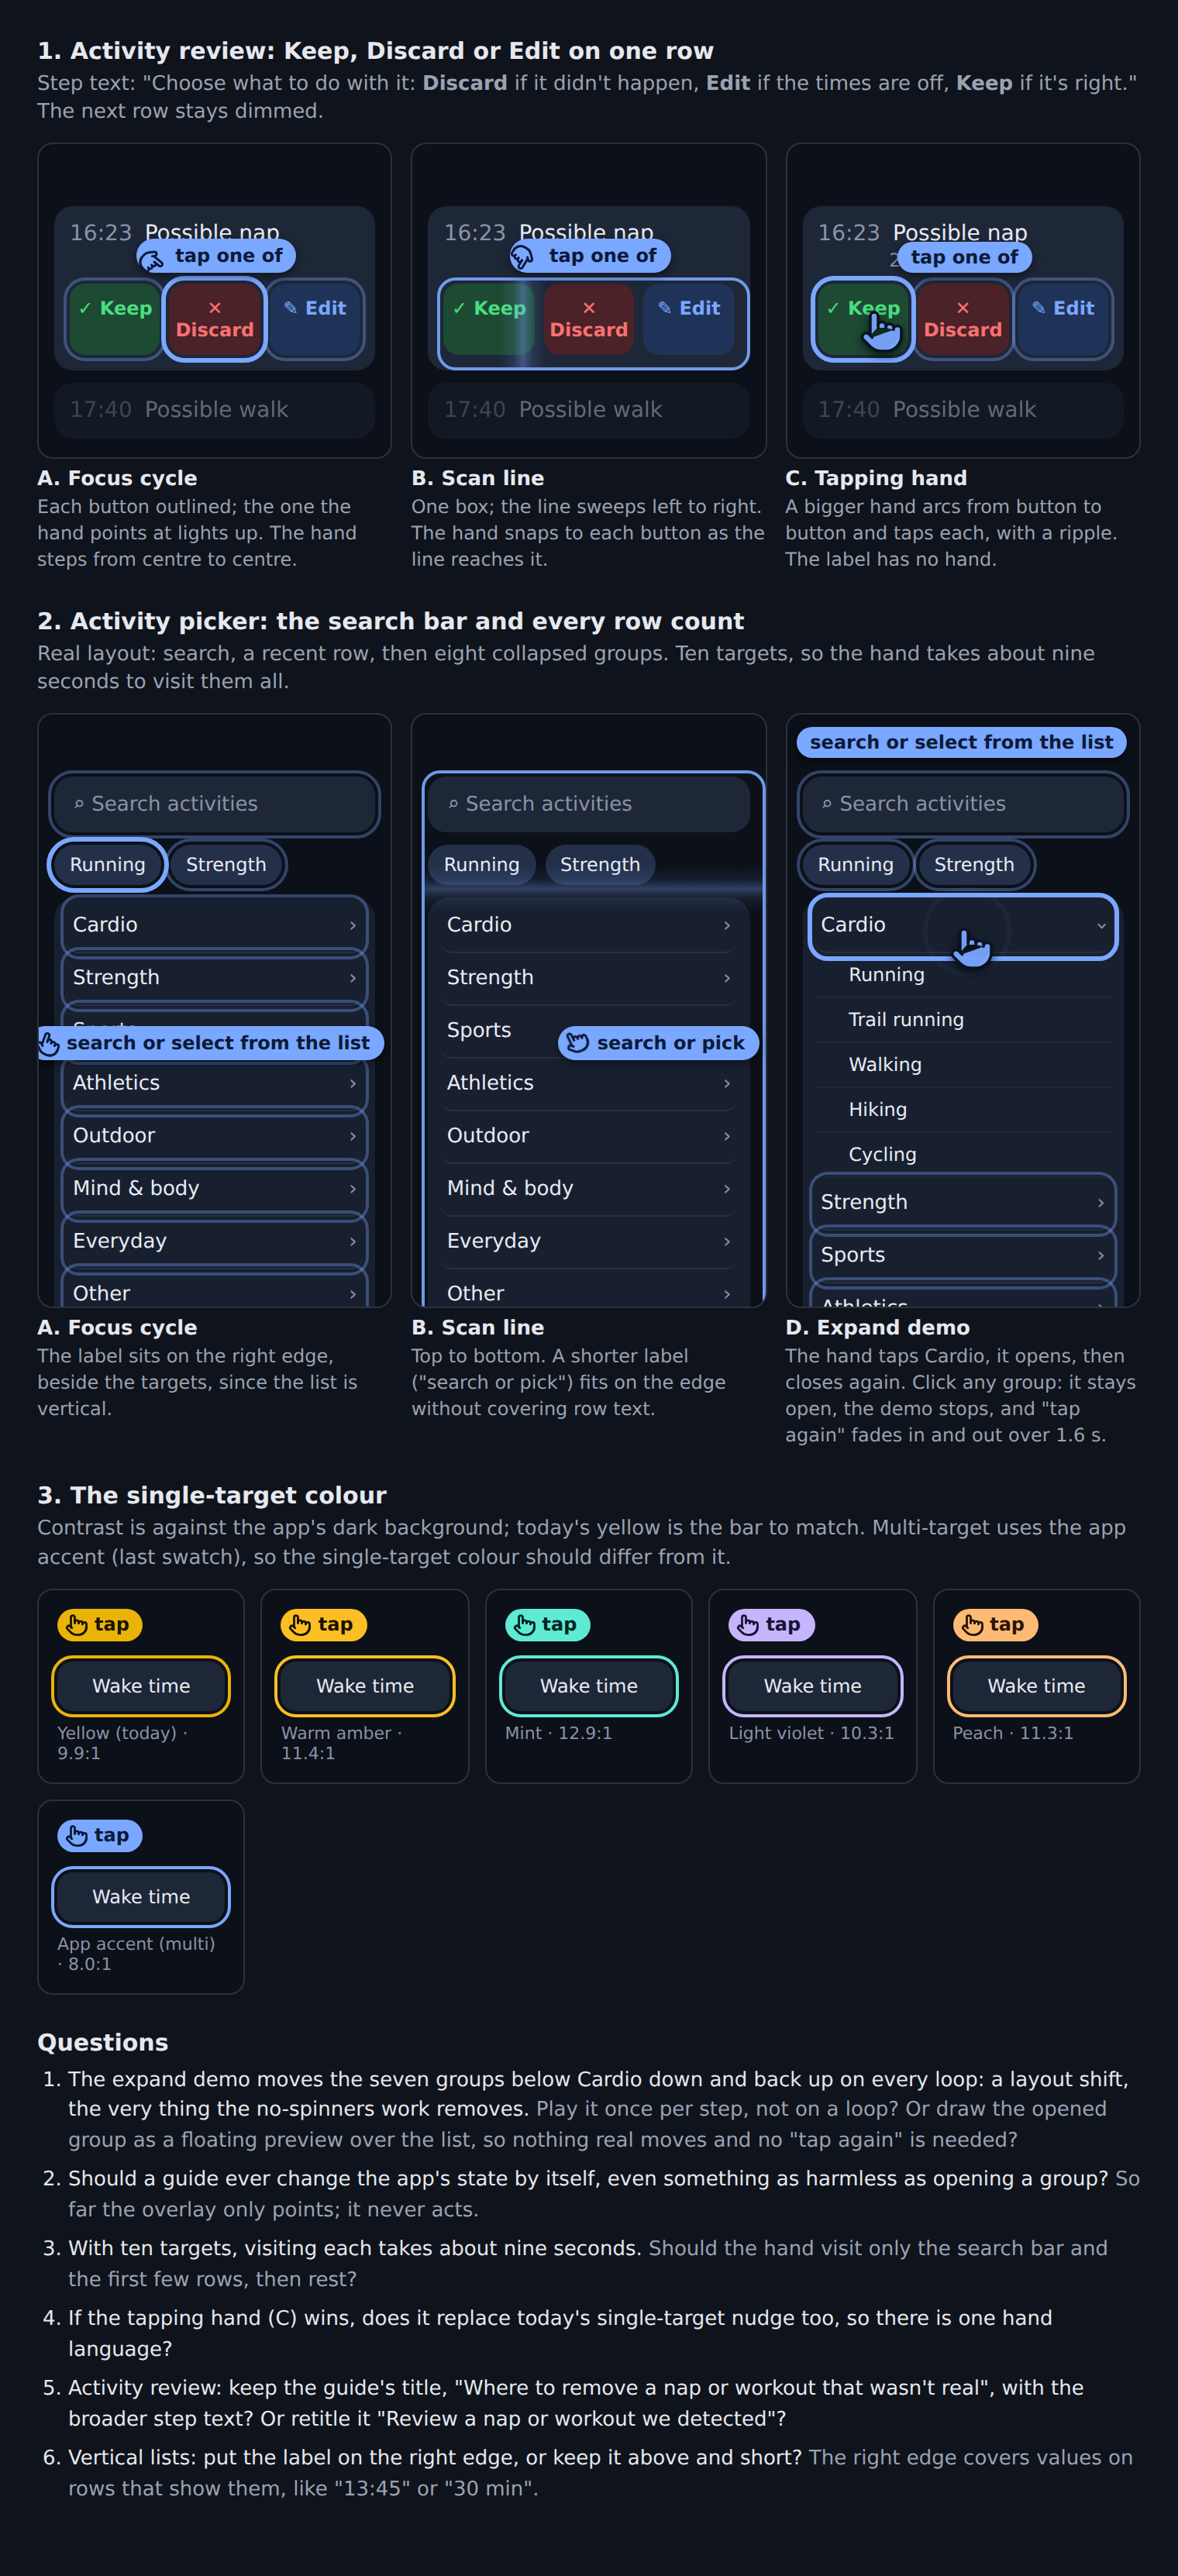 1. Activity review: Keep, Discard or Edit on one row
Step text: "Choose what to do with it: Discard if it didn't happen, Edit if the times are off, Keep if it's right."
The next row stays dimmed.
16:23 Possible nap
tap one of
✓ Keep
✕
Discard
✎ Edit
17:40 Possible walk
16:23 Possible nap
tap one of
✓ Keep
✕
Discard
✎ Edit
17:40 Possible walk
16:23 Possible nap
2
tap one of
✓ Keep
✕
Discard
✎ Edit
17:40 Possible walk
A. Focus cycle
Each button outlined; the one the
hand points at lights up. The hand
steps from centre to centre.
B. Scan line
One box; the line sweeps left to right.
The hand snaps to each button as the
line reaches it.
C. Tapping hand
A bigger hand arcs from button to
button and taps each, with a ripple.
The label has no hand.
2. Activity picker: the search bar and every row count
Real layout: search, a recent row, then eight collapsed groups. Ten targets, so the hand takes about nine
seconds to visit them all.
⌕ Search activities
Running Strength
Cardio ›
Strength ›
search or select from the list
Athletics ›
Outdoor ›
Mind & body ›
Everyday ›
Other ›
⌕ Search activities
Running Strength
Cardio ›
Strength ›
Sports
search or pick
Athletics ›
Outdoor ›
Mind & body ›
Everyday ›
Other ›
search or select from the list
⌕ Search activities
Running Strength
Cardio ⌄
Running
Trail running
Walking
Hiking
Cycling
Strength ›
Sports ›
Athletics ›
A. Focus cycle
The label sits on the right edge,
beside the targets, since the list is
vertical.
B. Scan line
Top to bottom. A shorter label
("search or pick") fits on the edge
without covering row text.
D. Expand demo
The hand taps Cardio, it opens, then
closes again. Click any group: it stays
open, the demo stops, and "tap
again" fades in and out over 1.6 s.
3. The single-target colour
Contrast is against the app's dark background; today's yellow is the bar to match. Multi-target uses the app
accent (last swatch), so the single-target colour should differ from it.
tap
Wake time
Yellow (today) ·
9.9:1
tap
Wake time
Warm amber ·
11.4:1
tap
Wake time
Mint · 12.9:1
tap
Wake time
Light violet · 10.3:1
tap
Wake time
Peach · 11.3:1
tap
Wake time
App accent (multi)
· 8.0:1
Questions
1. The expand demo moves the seven groups below Cardio down and back up on every loop: a layout shift,
the very thing the no-spinners work removes. Play it once per step, not on a loop? Or draw the opened
group as a floating preview over the list, so nothing real moves and no "tap again" is needed?
2. Should a guide ever change the app's state by itself, even something as harmless as opening a group? So
far the overlay only points; it never acts.
3. With ten targets, visiting each takes about nine seconds. Should the hand visit only the search bar and
the first few rows, then rest?
4. If the tapping hand (C) wins, does it replace today's single-target nudge too, so there is one hand
language?
5. Activity review: keep the guide's title, "Where to remove a nap or workout that wasn't real", with the
broader step text? Or retitle it "Review a nap or workout we detected"?
6. Vertical lists: put the label on the right edge, or keep it above and short? The right edge covers values on
rows that show them, like "13:45" or "30 min".